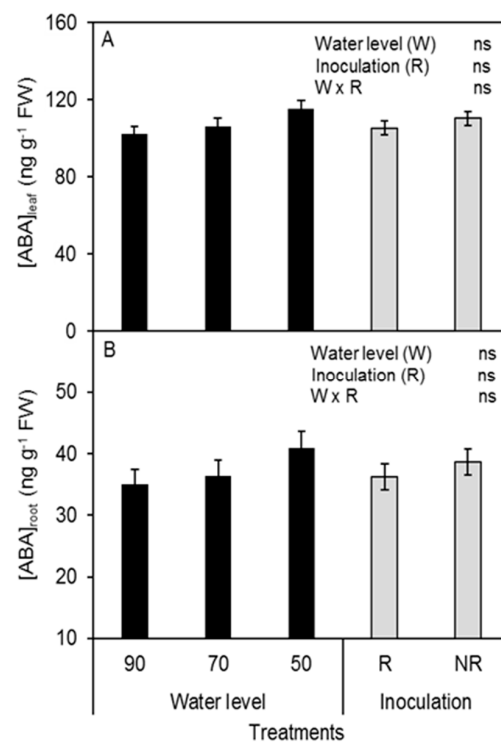 160
A
Water level (W) ns
Inoculation (R) ns
W x R ns
120
80
40
0
[ABA]leaf (ng g⁻¹ FW)
B
Water level (W) ns
Inoculation (R) ns
W x R ns
50
40
30
20
10
[ABA]root (ng g⁻¹ FW)
90 70 50 R NR
Water level Inoculation
Treatments